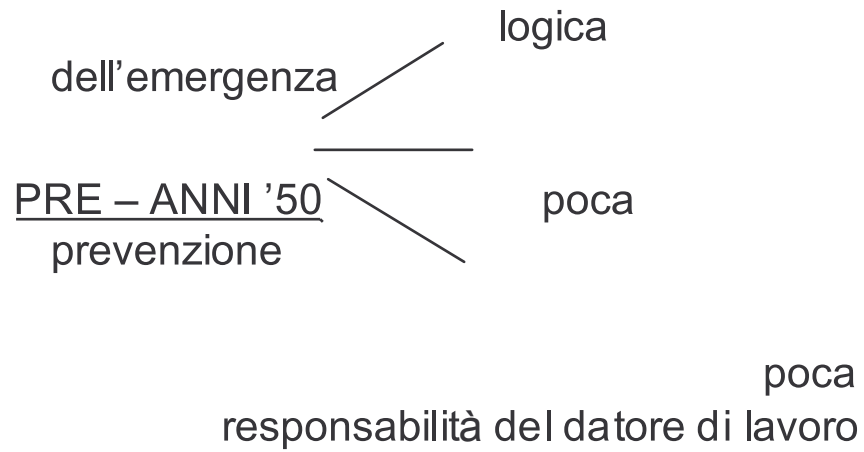 logica
dell’emergenza
PRE – ANNI ’50 poca
prevenzione
poca
responsabilità del datore di lavoro